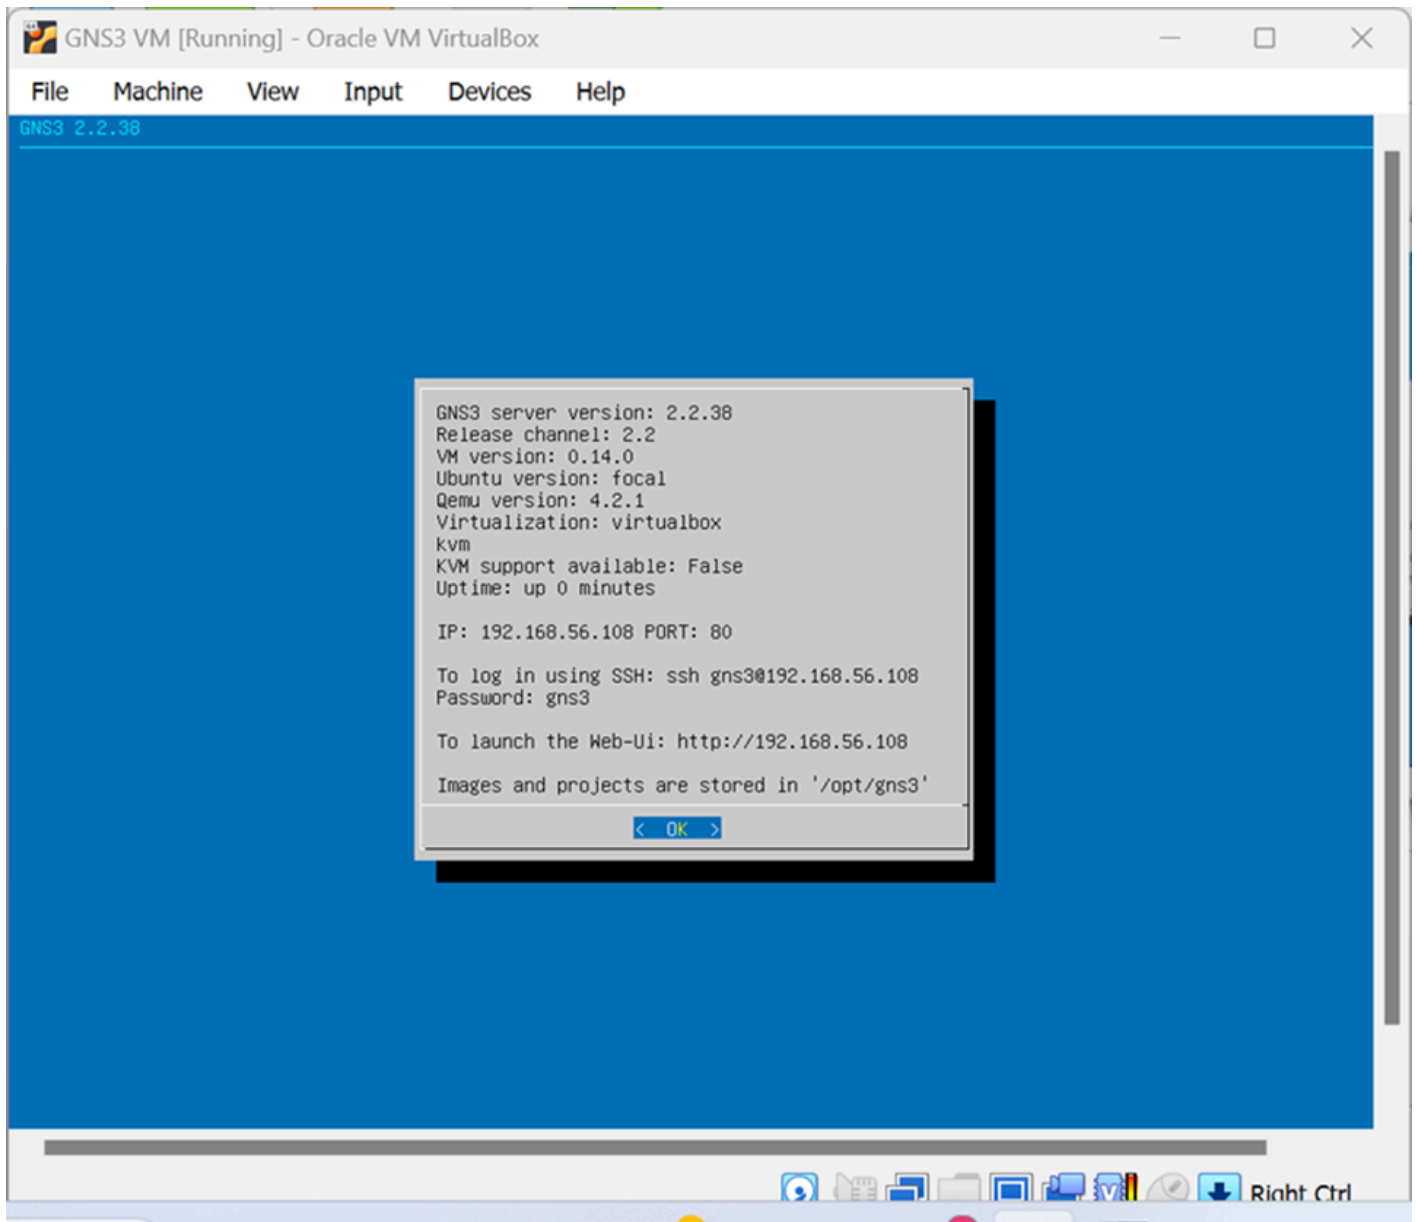 GNS3 VM [Running] - Oracle VM VirtualBox
File Machine View Input Devices Help
GNS3 2.2.38
GNS3 server version: 2.2.38
Release channel: 2.2
VM version: 0.14.0
Ubuntu version: focal
Qemu version: 4.2.1
Virtualization: virtualbox
kvm
KVM support available: False
Uptime: up 0 minutes
IP: 192.168.56.108 PORT: 80
To log in using SSH: ssh gns3@192.168.56.108
Password: gns3
To launch the Web-Ui: http://192.168.56.108
Images and projects are stored in '/opt/gns3'
< OK >
Right Ctrl